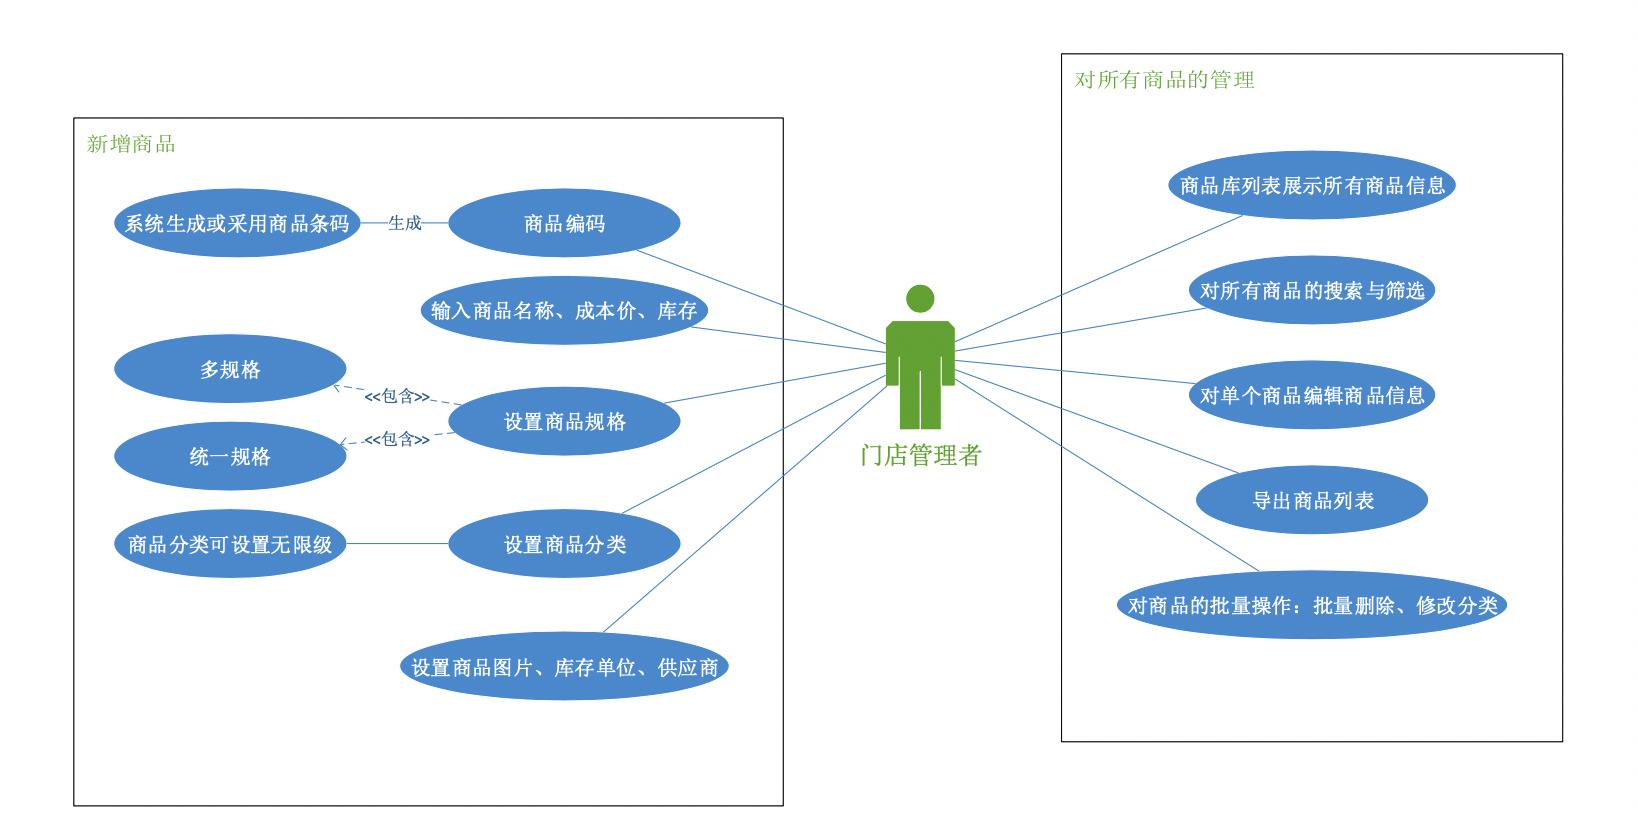 对所有商品的管理
新增商品
商品库列表展示所有商品信息
系统生成或采用商品条码
生成
商品编码
对所有商品的搜索与筛选
输入商品名称、成本价、库存
多规格
<<包含>>
对单个商品编辑商品信息
设置商品规格
<<包含>>
统一规格
门店管理者
导出商品列表
商品分类可设置无限级
设置商品分类
对商品的批量操作：批量删除、修改分类
设置商品图片、库存单位、供应商